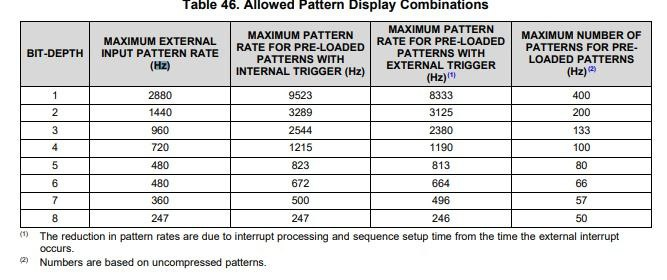 Table 46. Allowed Pattern Display Combinations
BIT-DEPTH | MAXIMUM EXTERNAL INPUT PATTERN RATE (Hz) | MAXIMUM PATTERN RATE FOR PRE-LOADED PATTERNS WITH INTERNAL TRIGGER (Hz) | MAXIMUM PATTERN RATE FOR PRE-LOADED PATTERNS WITH EXTERNAL TRIGGER (Hz)(1) | MAXIMUM NUMBER OF PATTERNS FOR PRE-LOADED PATTERNS (Hz)(2)
1 | 2880 | 9523 | 8333 | 400
2 | 1440 | 3289 | 3125 | 200
3 | 960 | 2544 | 2380 | 133
4 | 720 | 1215 | 1190 | 100
5 | 480 | 823 | 813 | 80
6 | 480 | 672 | 664 | 66
7 | 360 | 500 | 496 | 57
8 | 247 | 247 | 246 | 50
(1) The reduction in pattern rates are due to interrupt processing and sequence setup time from the time the external interrupt
occurs.
(2) Numbers are based on uncompressed patterns.